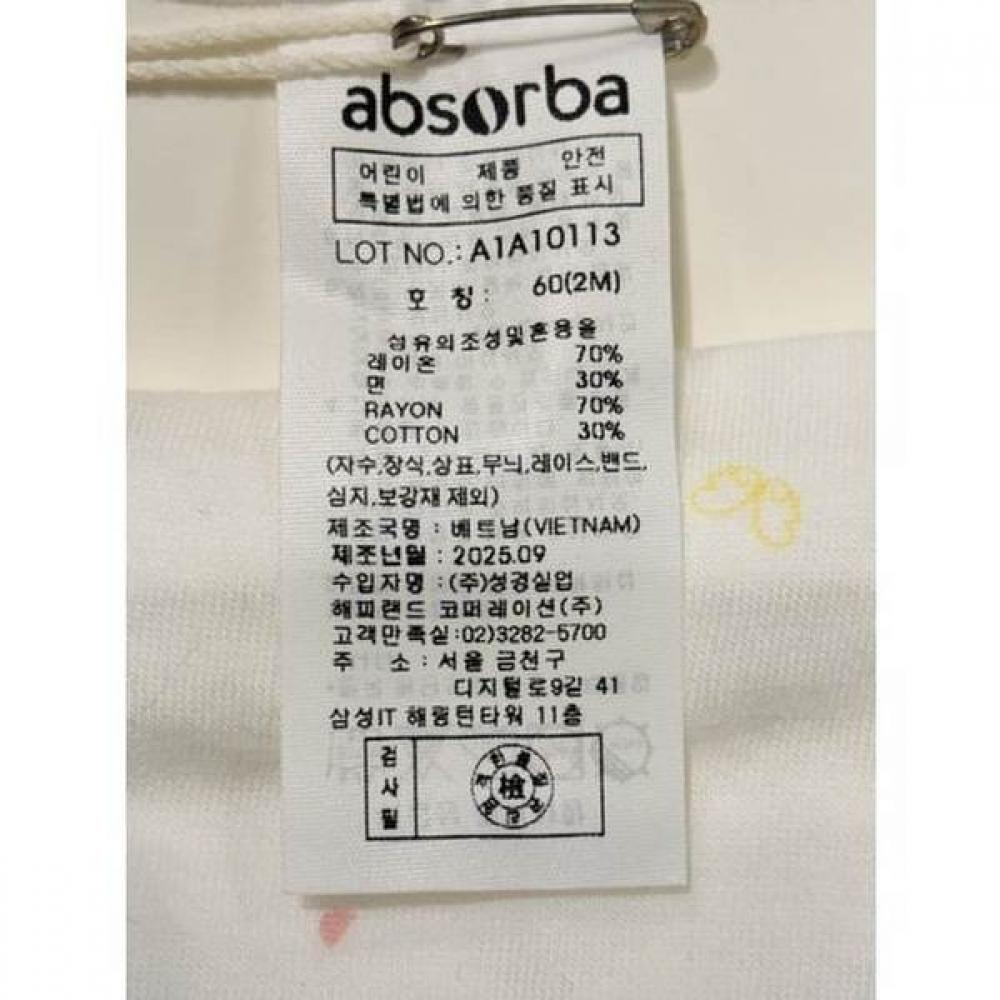 absorba
어린이 제품 안전
특별법에 의한 품질 표시
LOT NO.: A1A10113
호 칭 : 60(2M)
섬유의조성및혼용율
레이온 70%
면 30%
RAYON 70%
COTTON 30%
(자수,장식,상표,무늬,레이스,밴드,
심지,보강재 제외)
제조국명 : 베트남(VIETNAM)
제조년월 : 2025.09
수입자명 : (주)성경실업
해피랜드 코퍼레이션(주)
고객만족실:02)3282-5700
주 소 : 서울 금천구
디지털로9길 41
삼성IT 해링턴타워 11층
검사필
檢